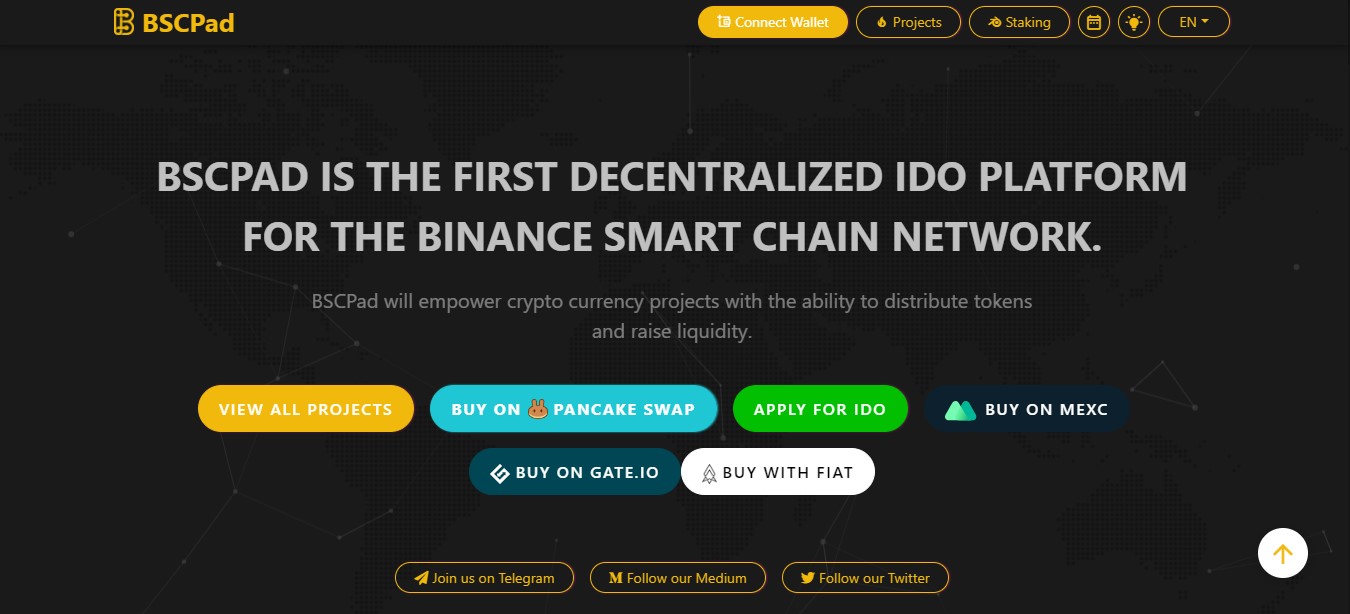 BSCPad
Connect Wallet
Projects
Staking
EN
BSCPAD IS THE FIRST DECENTRALIZED IDO PLATFORM
FOR THE BINANCE SMART CHAIN NETWORK.
BSCPad will empower crypto currency projects with the ability to distribute tokens
and raise liquidity.
VIEW ALL PROJECTS
BUY ON PANCAKE SWAP
APPLY FOR IDO
BUY ON MEXC
BUY ON GATE.IO
BUY WITH FIAT
Join us on Telegram
Follow our Medium
Follow our Twitter